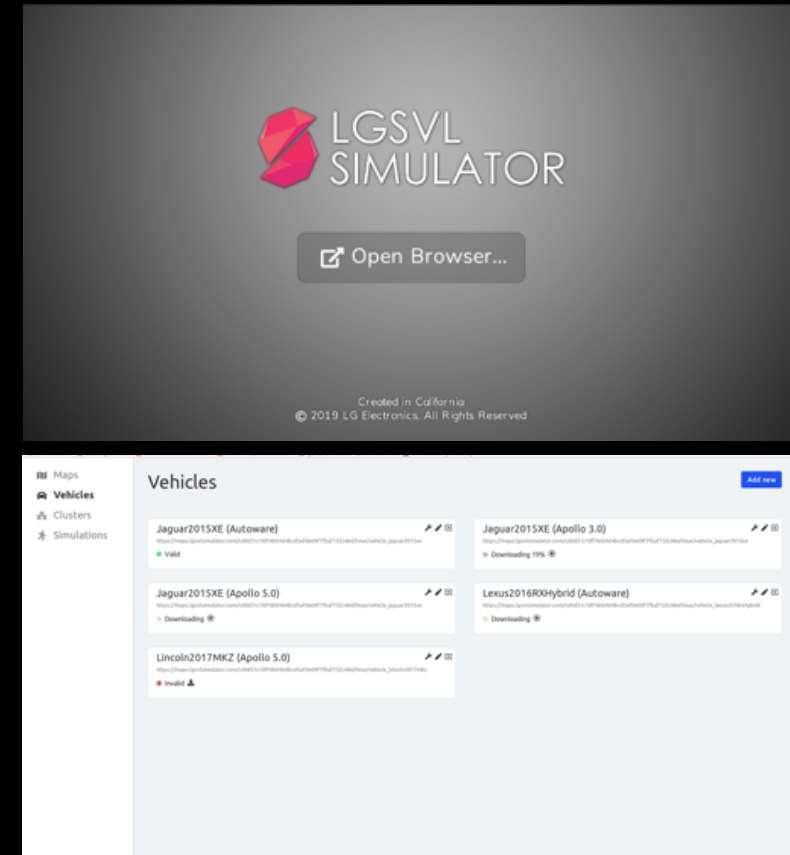 LGSVL
SIMULATOR
Open Browser...
Created in California
© 2019 LG Electronics. All Rights Reserved
Maps
Vehicles
Clusters
Simulations
Vehicles
Add new
Jaguar2015XE (Autoware)
Valid
Jaguar2015XE (Apollo 3.0)
Downloading 19%
Jaguar2015XE (Apollo 5.0)
Downloading
Lexus2016RXHybrid (Autoware)
Downloading
Lincoln2017MKZ (Apollo 5.0)
Invalid